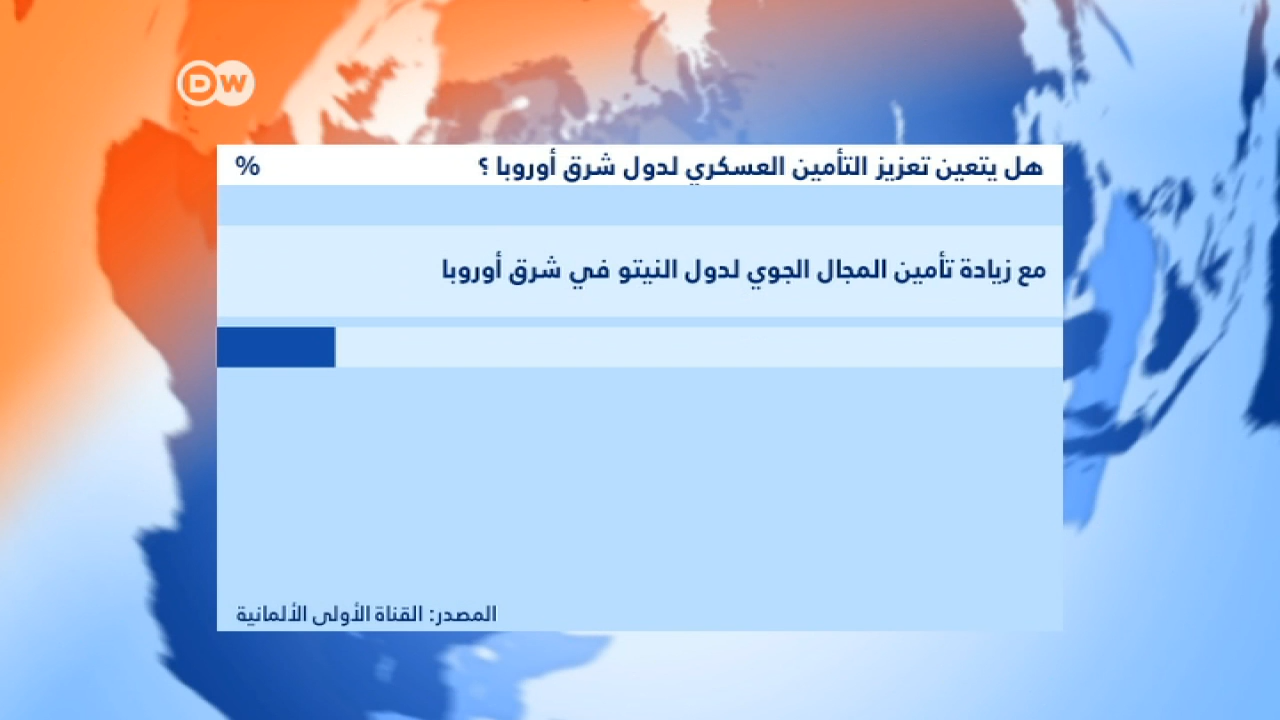 DW
هل يتعين تعزيز التأمين العسكري لدول شرق أوروبا ؟ %
مع زيادة تأمين المجال الجوي لدول النيتو في شرق أوروبا
المصدر: القناة الأولى الألمانية